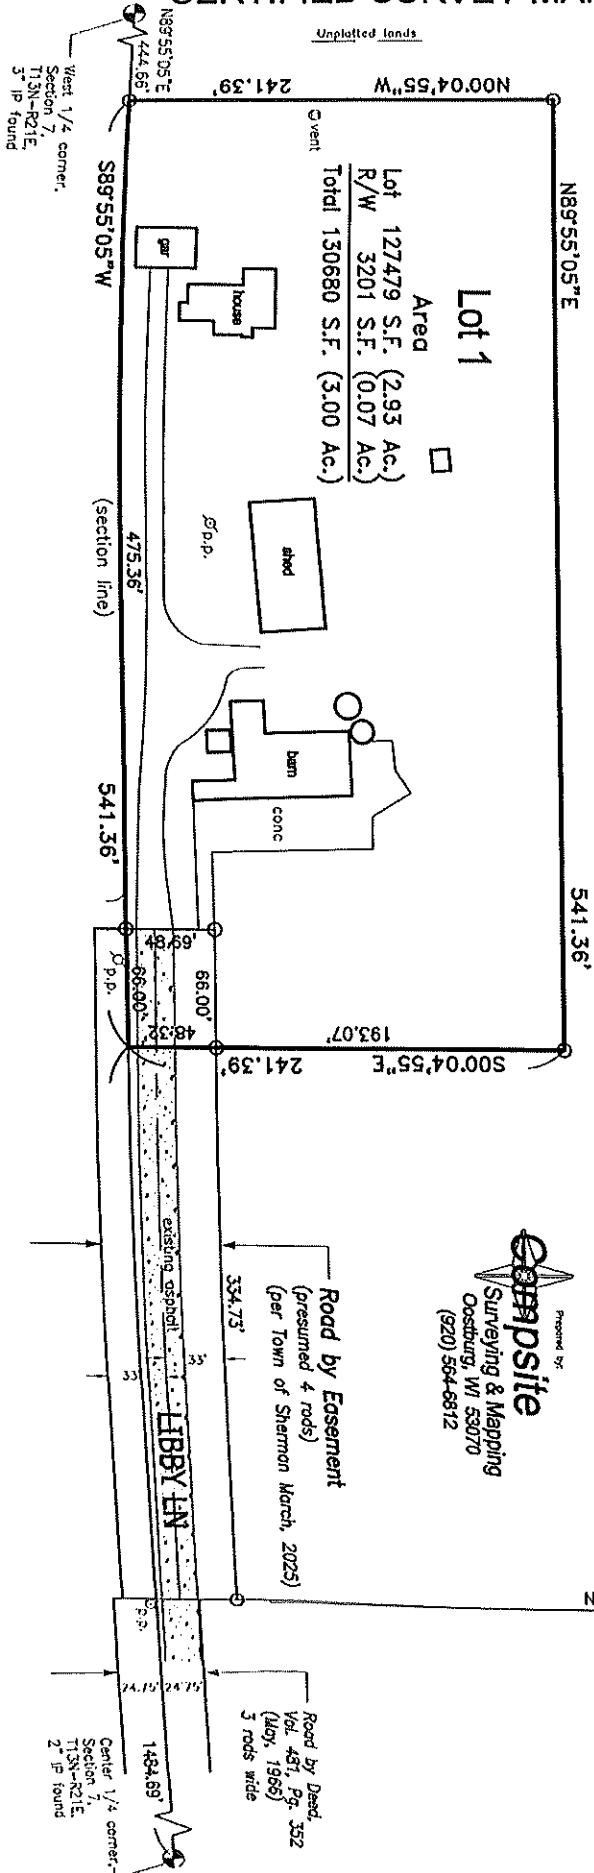 Unplatted lands
N89°55'05"E
444.66'
West 1/4 corner,
Section 7,
T13N-R21E,
3" IP found
N00°04'55"W
241.39'
vent
N89°55'05"E
541.36'
Lot 1
Area
Lot 127479 S.F. (2.93 Ac.)
R/W 3201 S.F. (0.07 Ac.)
Total 130680 S.F. (3.00 Ac.)
gar
house
shed
p.p.
barn
conc
S89°55'05"W
541.36'
475.36'
(section line)
48.69'
66.00'
66.00'
48.32
p.p.
193.07'
S00°04'55"E
241.39'
Prepared by:
Compsite
Surveying & Mapping
Oostburg, WI 53070
(920) 564-6812
334.73'
Road by Easement
(presumed 4 rods)
(per Town of Sherman March, 2025)
existing asphalt
33'
33'
LIBBY LN
N
p.p.
24.75'
24.75'
Road by Deed,
Vol. 481, Pg. 352
(May, 1966)
3 rods wide
1484.69'
Center 1/4 corner,
Section 7,
T13N-R21E,
2" IP found